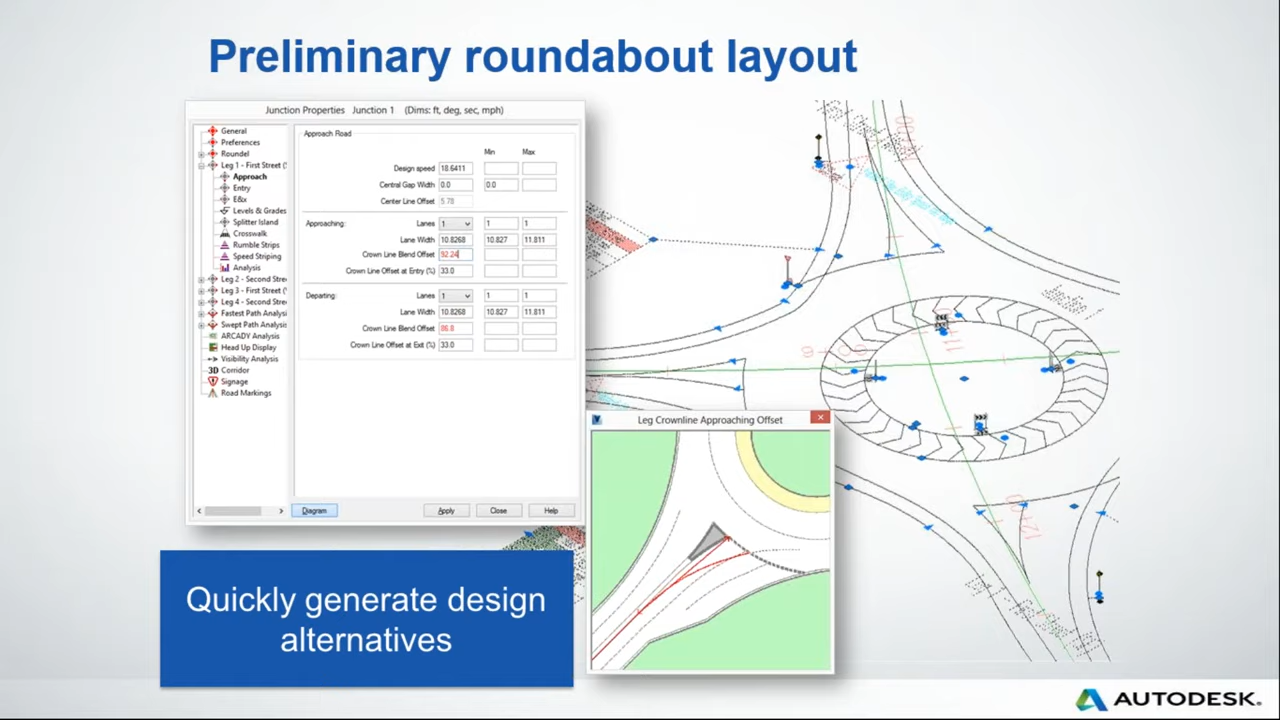 Preliminary roundabout layout
Junction Properties Junction 1 (Dims: ft, deg, sec, mph)
General
Preferences
Roundel
Leg 1 - First Street (
Approach
Entry
Exit
Levels & Grades
Splitter Island
Crosswalk
Rumble Strips
Speed Striping
Analysis
Leg 2 - Second Stre
Leg 3 - First Street (
Leg 4 - Second Stre
Fastest Path Analysi
Swept Path Analysis
ARCADY Analysis
Head Up Display
Visibility Analysis
3D Corridor
Signage
Road Markings
Approach Road
Min Max
Design speed 18.6411
Central Gap Width 0.0 0.0
Center Line Offset 5.78
Approaching: Lanes 1 1 1
Lane Width 10.8268 10.827 11.811
Crown Line Blend Offset 92.24
Crown Line Offset at Entry (%) 33.0
Departing: Lanes 1 1 1
Lane Width 10.8268 10.827 11.811
Crown Line Blend Offset 86.8
Crown Line Offset at Exit (%) 33.0
Diagram Apply Close Help
Leg Crownline Approaching Offset
Quickly generate design
alternatives
AUTODESK.